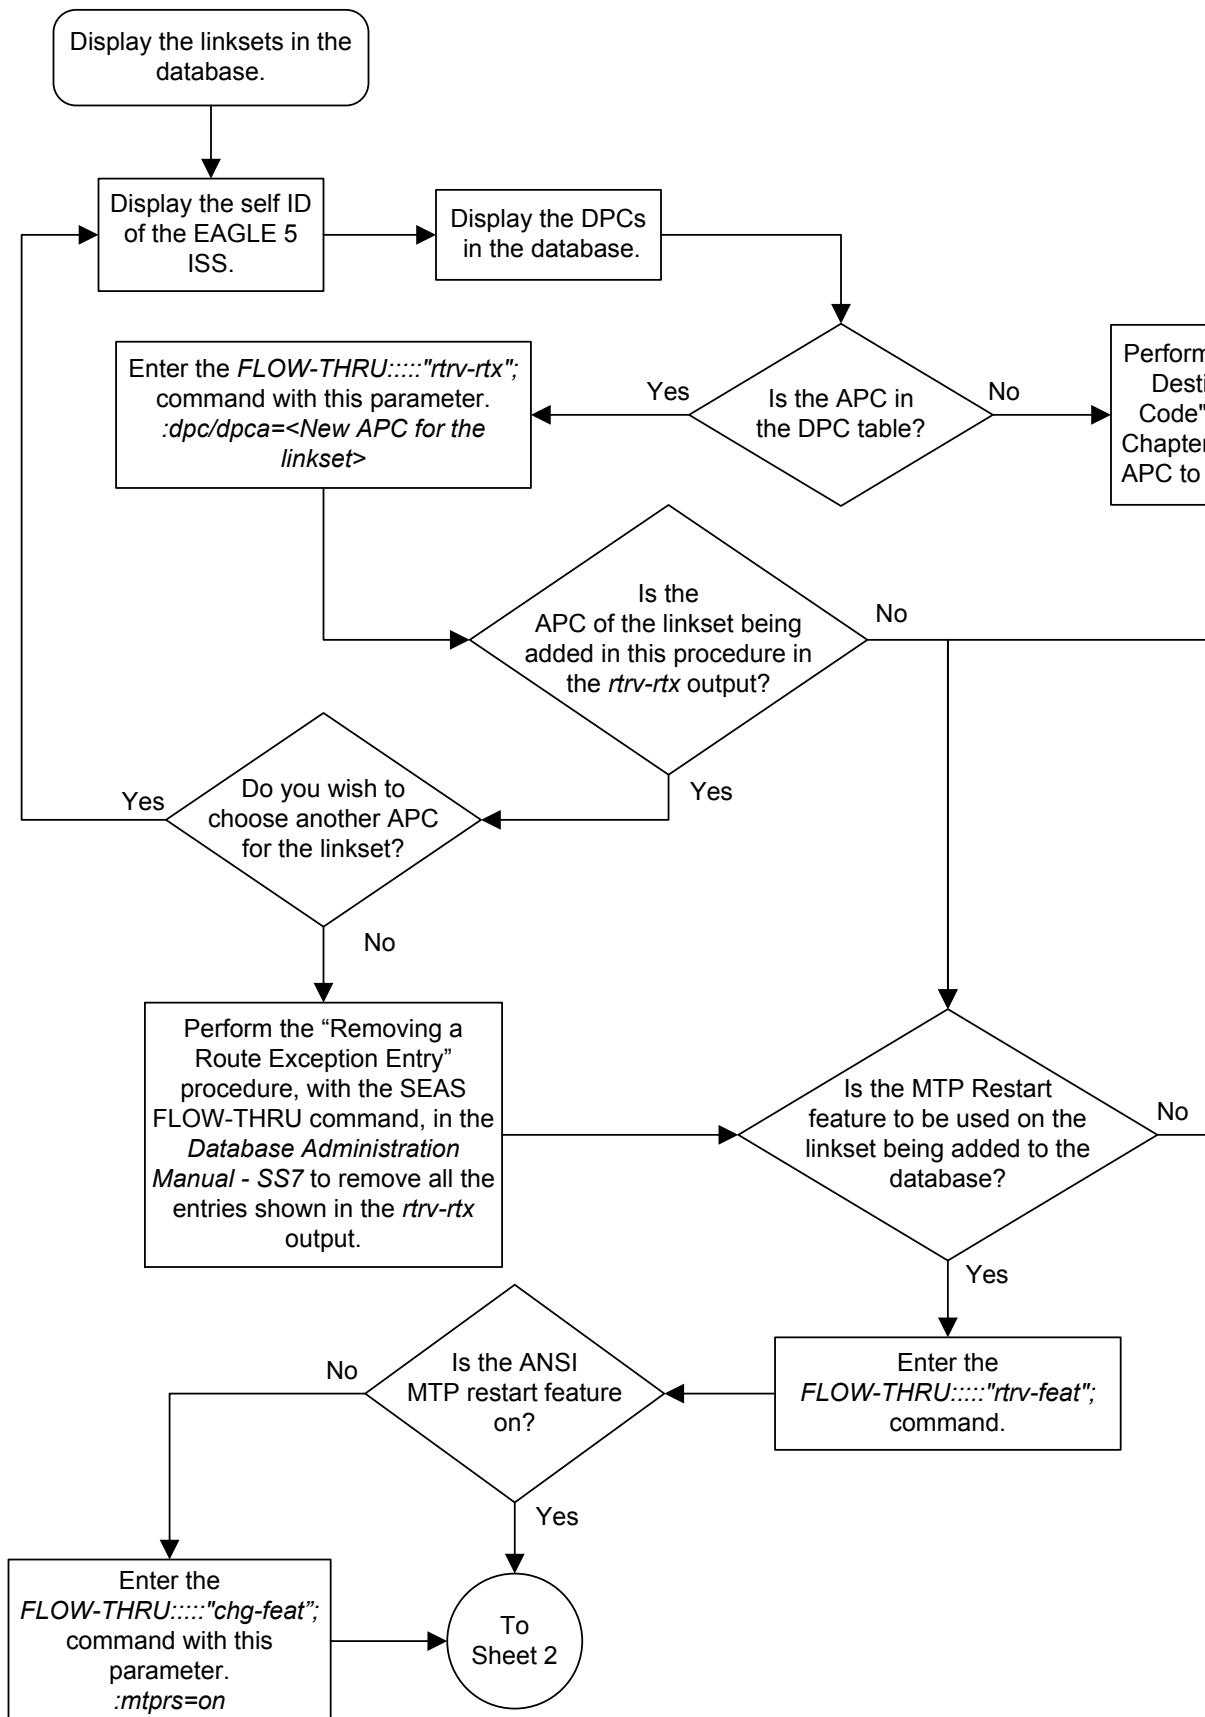 Display the linksets in the
database.
Display the self ID
of the EAGLE 5
ISS.
Display the DPCs
in the database.
Enter the FLOW-THRU:::::"rtrv-rtx";
command with this parameter.
:dpc/dpca=<New APC for the
linkset>
Yes
Is the APC in
the DPC table?
No
Perform
Desti
Code"
Chapter
APC to
Is the
APC of the linkset being
added in this procedure in
the rtrv-rtx output?
No
Yes
Do you wish to
choose another APC
for the linkset?
Yes
No
Perform the “Removing a
Route Exception Entry”
procedure, with the SEAS
FLOW-THRU command, in the
Database Administration
Manual - SS7 to remove all the
entries shown in the rtrv-rtx
output.
Is the MTP Restart
feature to be used on the
linkset being added to the
database?
No
Yes
Enter the
FLOW-THRU:::::"rtrv-feat";
command.
Is the ANSI
MTP restart feature
on?
No
Yes
Enter the
FLOW-THRU:::::"chg-feat”;
command with this
parameter.
:mtprs=on
To
Sheet 2